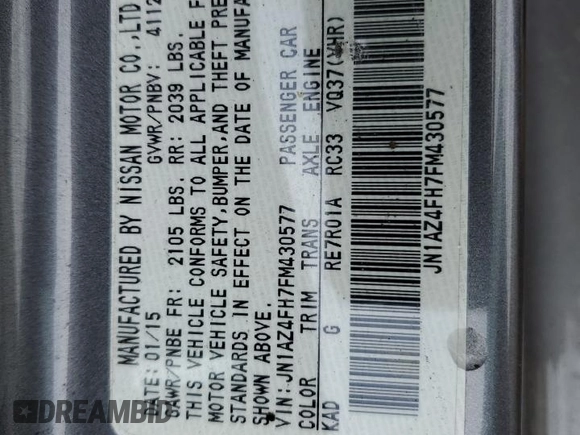 MANUFACTURED BY NISSAN MOTOR CO.,LTD
DATE: 01/15 GVWR/PNBV: 4112
GAWR/PNBE FR: 2105 LBS. RR: 2039 LBS.
THIS VEHICLE CONFORMS TO ALL APPLICABLE F
MOTOR VEHICLE SAFETY,BUMPER,AND THEFT PRE
STANDARDS IN EFFECT ON THE DATE OF MANUFA
SHOWN ABOVE.
VIN:JN1AZ4FH7FM430577 PASSENGER CAR
COLOR TRIM TRANS AXLE ENGINE
KAD G RE7R01A RC33 VQ37(VHR)
JN1AZ4FH7FM430577
DREAMBID